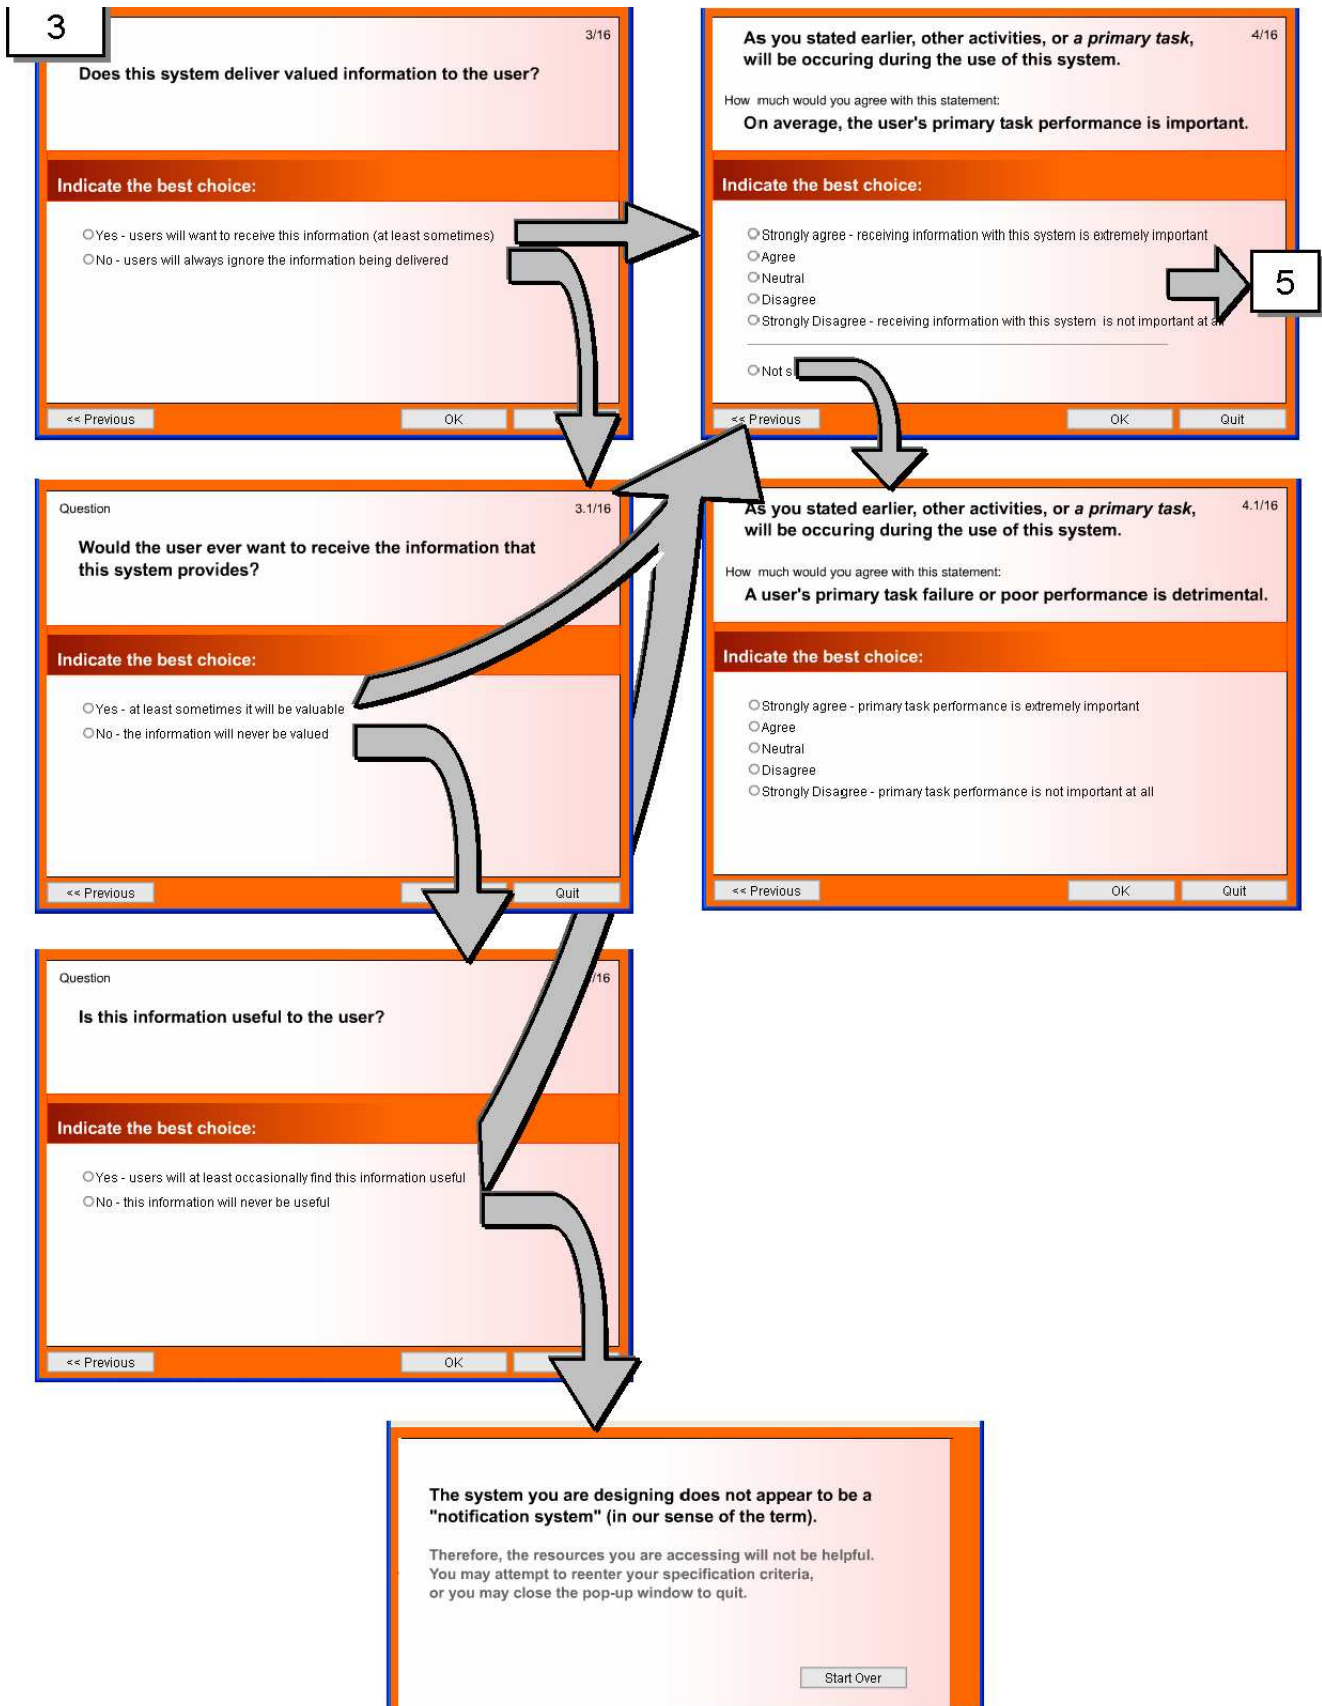 3
3/16
Does this system deliver valued information to the user?
Indicate the best choice:
Yes - users will want to receive this information (at least sometimes)
No - users will always ignore the information being delivered
<< Previous
OK
As you stated earlier, other activities, or a primary task,
4/16
will be occuring during the use of this system.
How much would you agree with this statement:
On average, the user's primary task performance is important.
Indicate the best choice:
Strongly agree - receiving information with this system is extremely important
Agree
Neutral
Disagree
Strongly Disagree - receiving information with this system is not important at
5
Not
<< Previous
OK
Quit
Question
3.1/16
Would the user ever want to receive the information that
this system provides?
Indicate the best choice:
Yes - at least sometimes it will be valuable
No - the information will never be valued
<< Previous
Quit
As you stated earlier, other activities, or a primary task,
4.1/16
will be occuring during the use of this system.
How much would you agree with this statement:
A user's primary task failure or poor performance is detrimental.
Indicate the best choice:
Strongly agree - primary task performance is extremely important
Agree
Neutral
Disagree
Strongly Disagree - primary task performance is not important at all
<< Previous
OK
Quit
Question
/16
Is this information useful to the user?
Indicate the best choice:
Yes - users will at least occasionally find this information useful
No - this information will never be useful
<< Previous
OK
The system you are designing does not appear to be a
"notification system" (in our sense of the term).
Therefore, the resources you are accessing will not be helpful.
You may attempt to reenter your specification criteria,
or you may close the pop-up window to quit.
Start Over